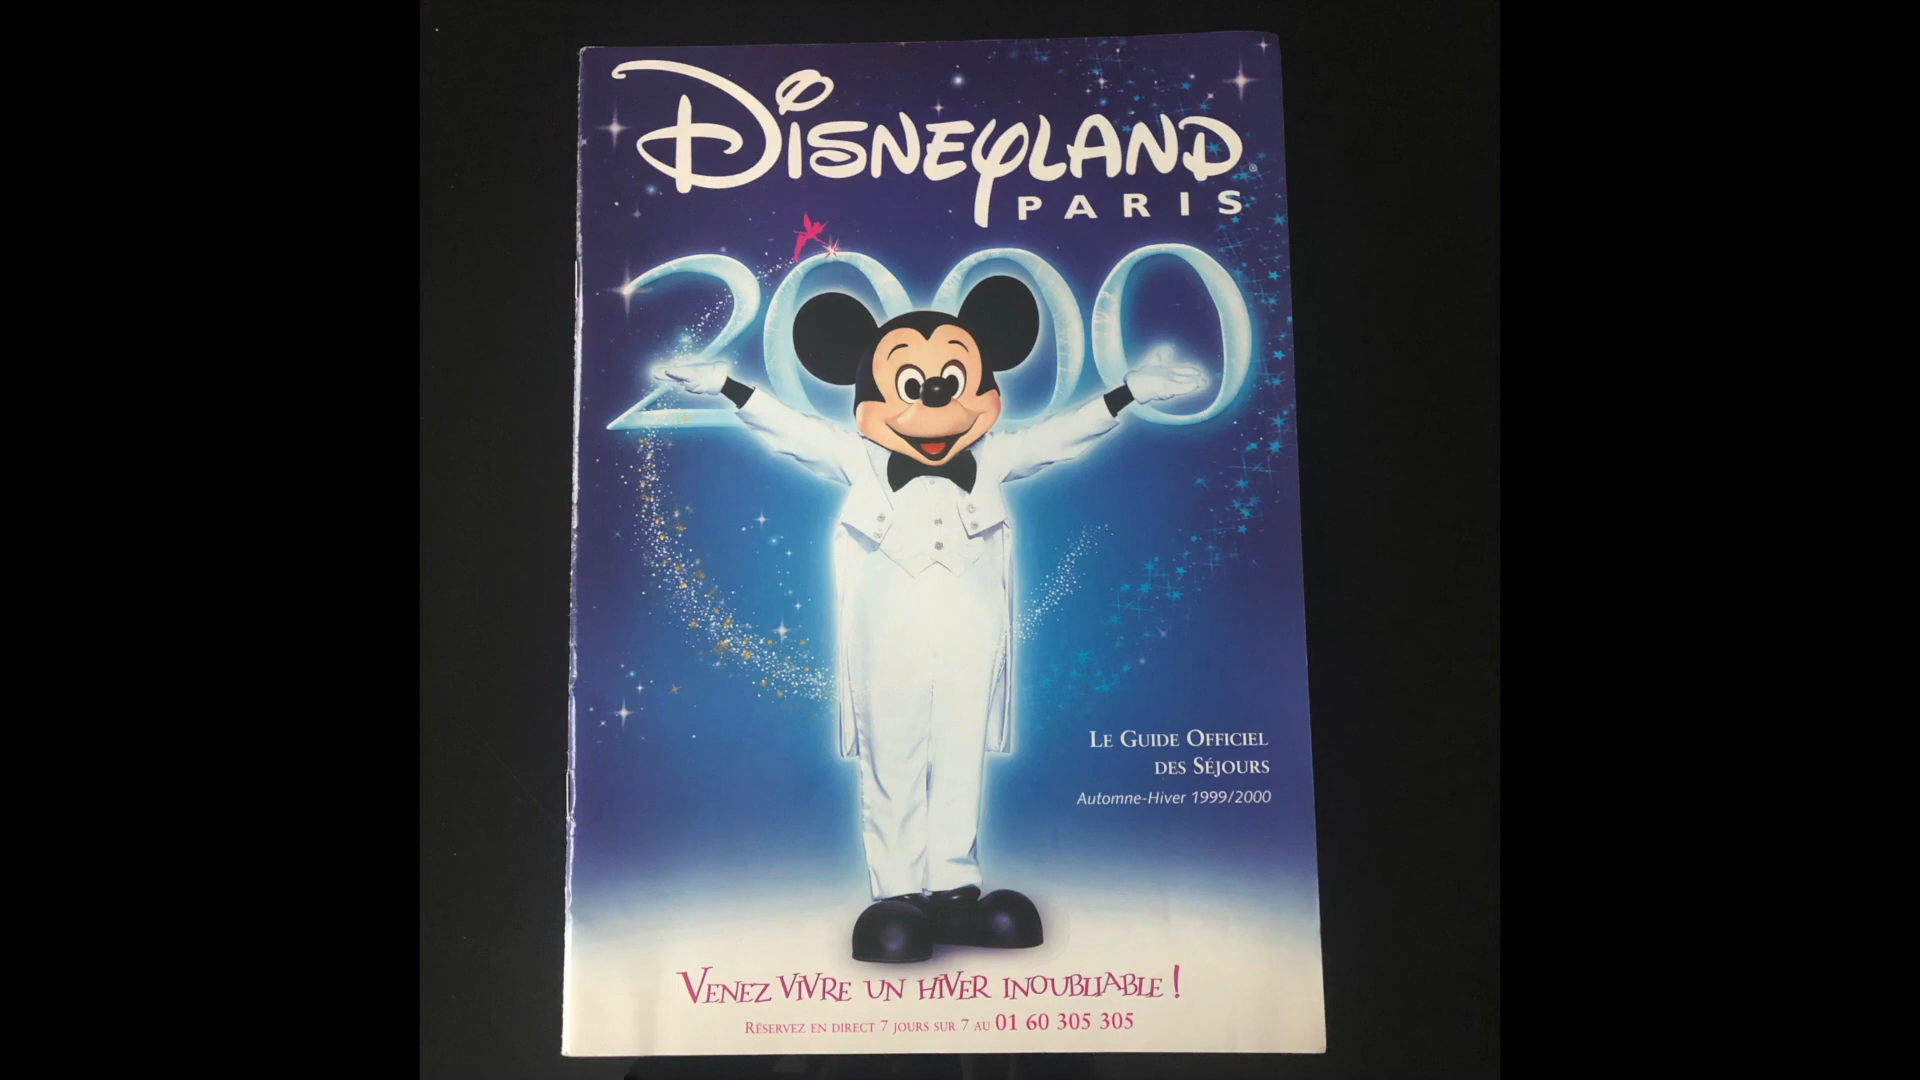 Disneyland®
PARIS
2000
Le Guide Officiel
des Séjours
Automne-Hiver 1999/2000
Venez vivre un hiver inoubliable !
Réservez en direct 7 jours sur 7 au 01 60 305 305